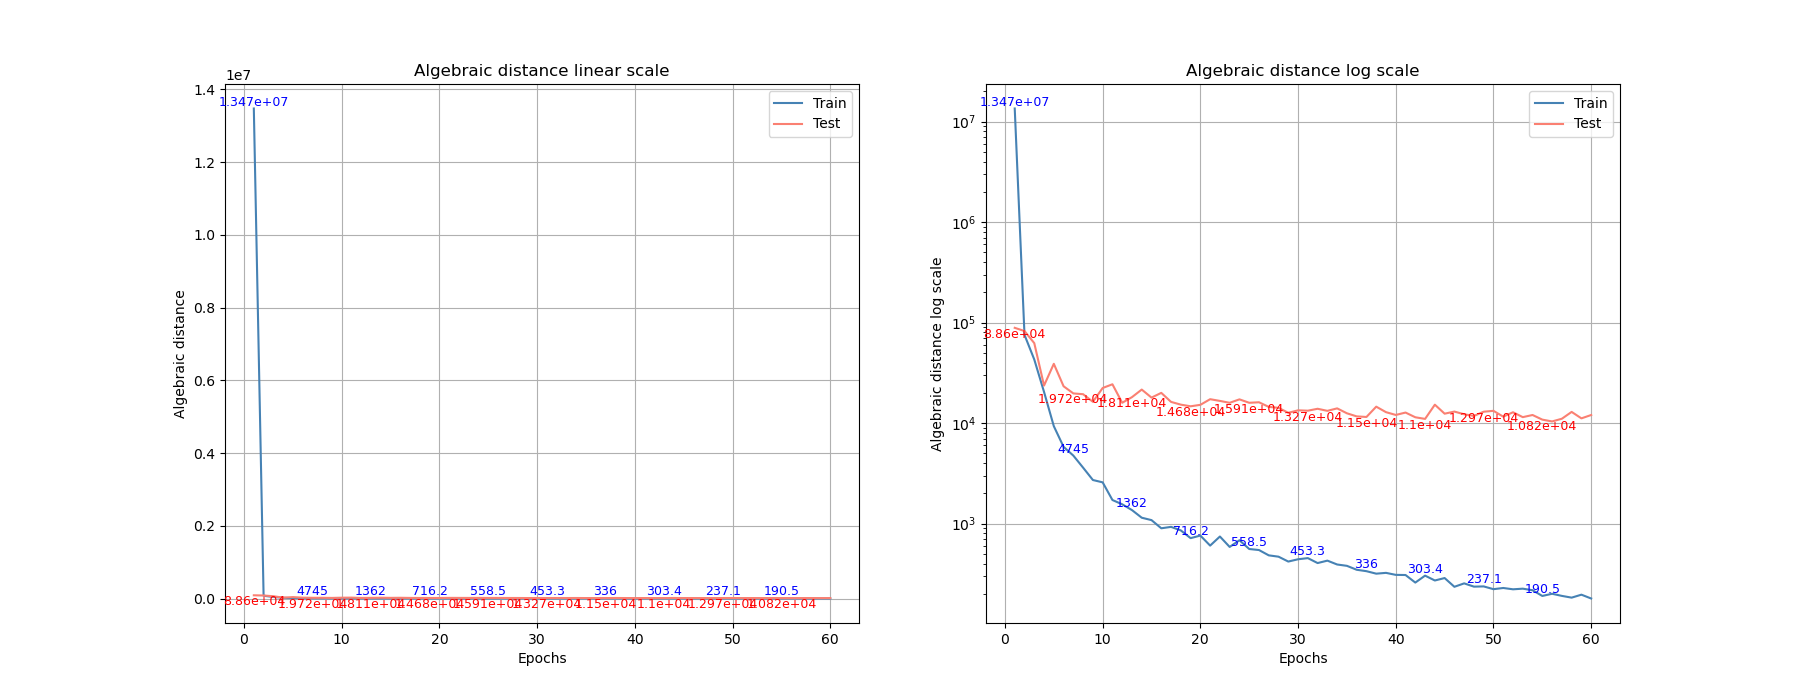 Algebraic distance linear scale
1e7
1.4
1.2
1.0
0.8
0.6
0.4
0.2
0.0
Algebraic distance
1.347e+07
Train
Test
4745 1362 716.2 558.5 453.3 336 303.4 237.1 190.5
8.86e+04 1.972e+04 1.811e+04 1.468e+04 1.591e+04 1.327e+04 1.15e+04 1.1e+04 1.297e+04 1.082e+04
0 10 20 30 40 50 60
Epochs
Algebraic distance log scale
10^7
10^6
10^5
10^4
10^3
Algebraic distance log scale
1.347e+07
Train
Test
8.86e+04
1.972e+04
1.811e+04
1.468e+04
1.591e+04
1.327e+04
1.15e+04
1.1e+04
1.297e+04
1.082e+04
4745
1362
716.2
558.5
453.3
336
303.4
237.1
190.5
0 10 20 30 40 50 60
Epochs